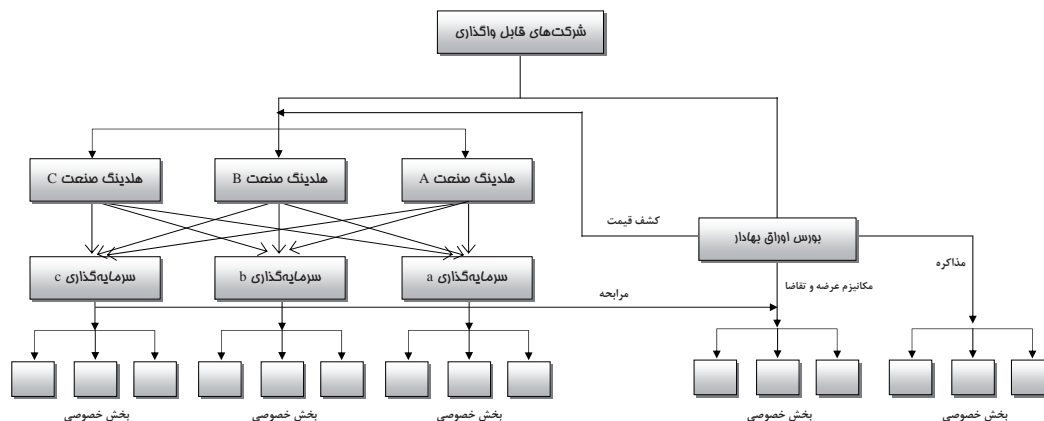 شرکت‌های قابل واگذاری
هلدینگ صنعت A
هلدینگ صنعت B
هلدینگ صنعت C
کشف قیمت
بورس اوراق بهادار
مذاکره
سرمایه‌گذاری a
سرمایه‌گذاری b
سرمایه‌گذاری c
مکانیزم عرضه و تقاضا
مرابحه
بخش خصوصی
بخش خصوصی
بخش خصوصی
بخش خصوصی
بخش خصوصی